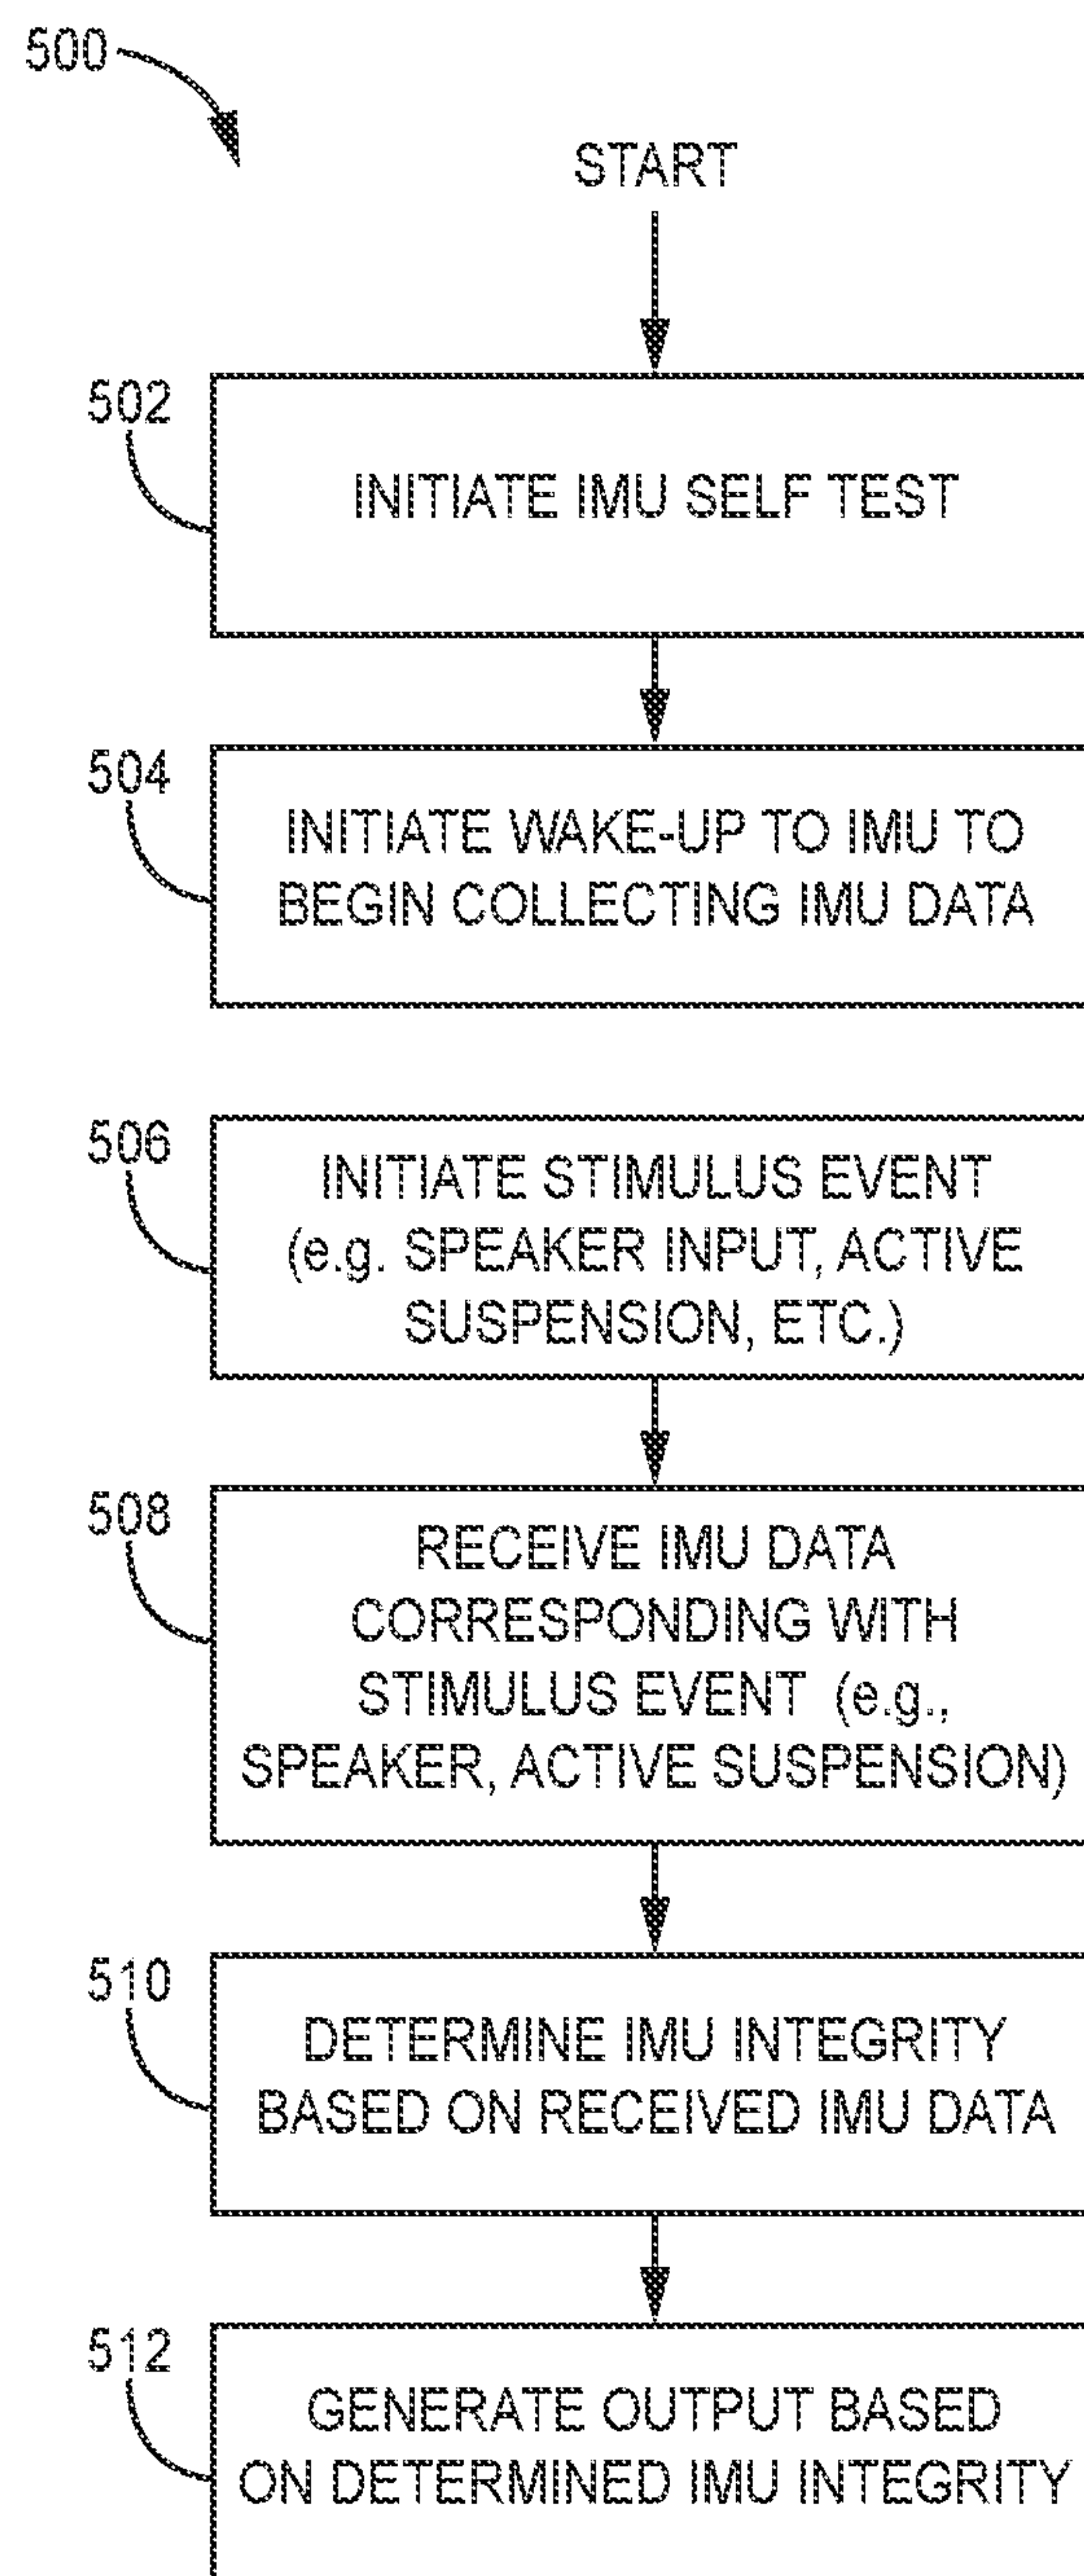 500
START
502
INITIATE IMU SELF TEST
504
INITIATE WAKE-UP TO IMU TO
BEGIN COLLECTING IMU DATA
506
INITIATE STIMULUS EVENT
(e.g. SPEAKER INPUT, ACTIVE
SUSPENSION, ETC.)
508
RECEIVE IMU DATA
CORRESPONDING WITH
STIMULUS EVENT (e.g.,
SPEAKER, ACTIVE SUSPENSION)
510
DETERMINE IMU INTEGRITY
BASED ON RECEIVED IMU DATA
512
GENERATE OUTPUT BASED
ON DETERMINED IMU INTEGRITY